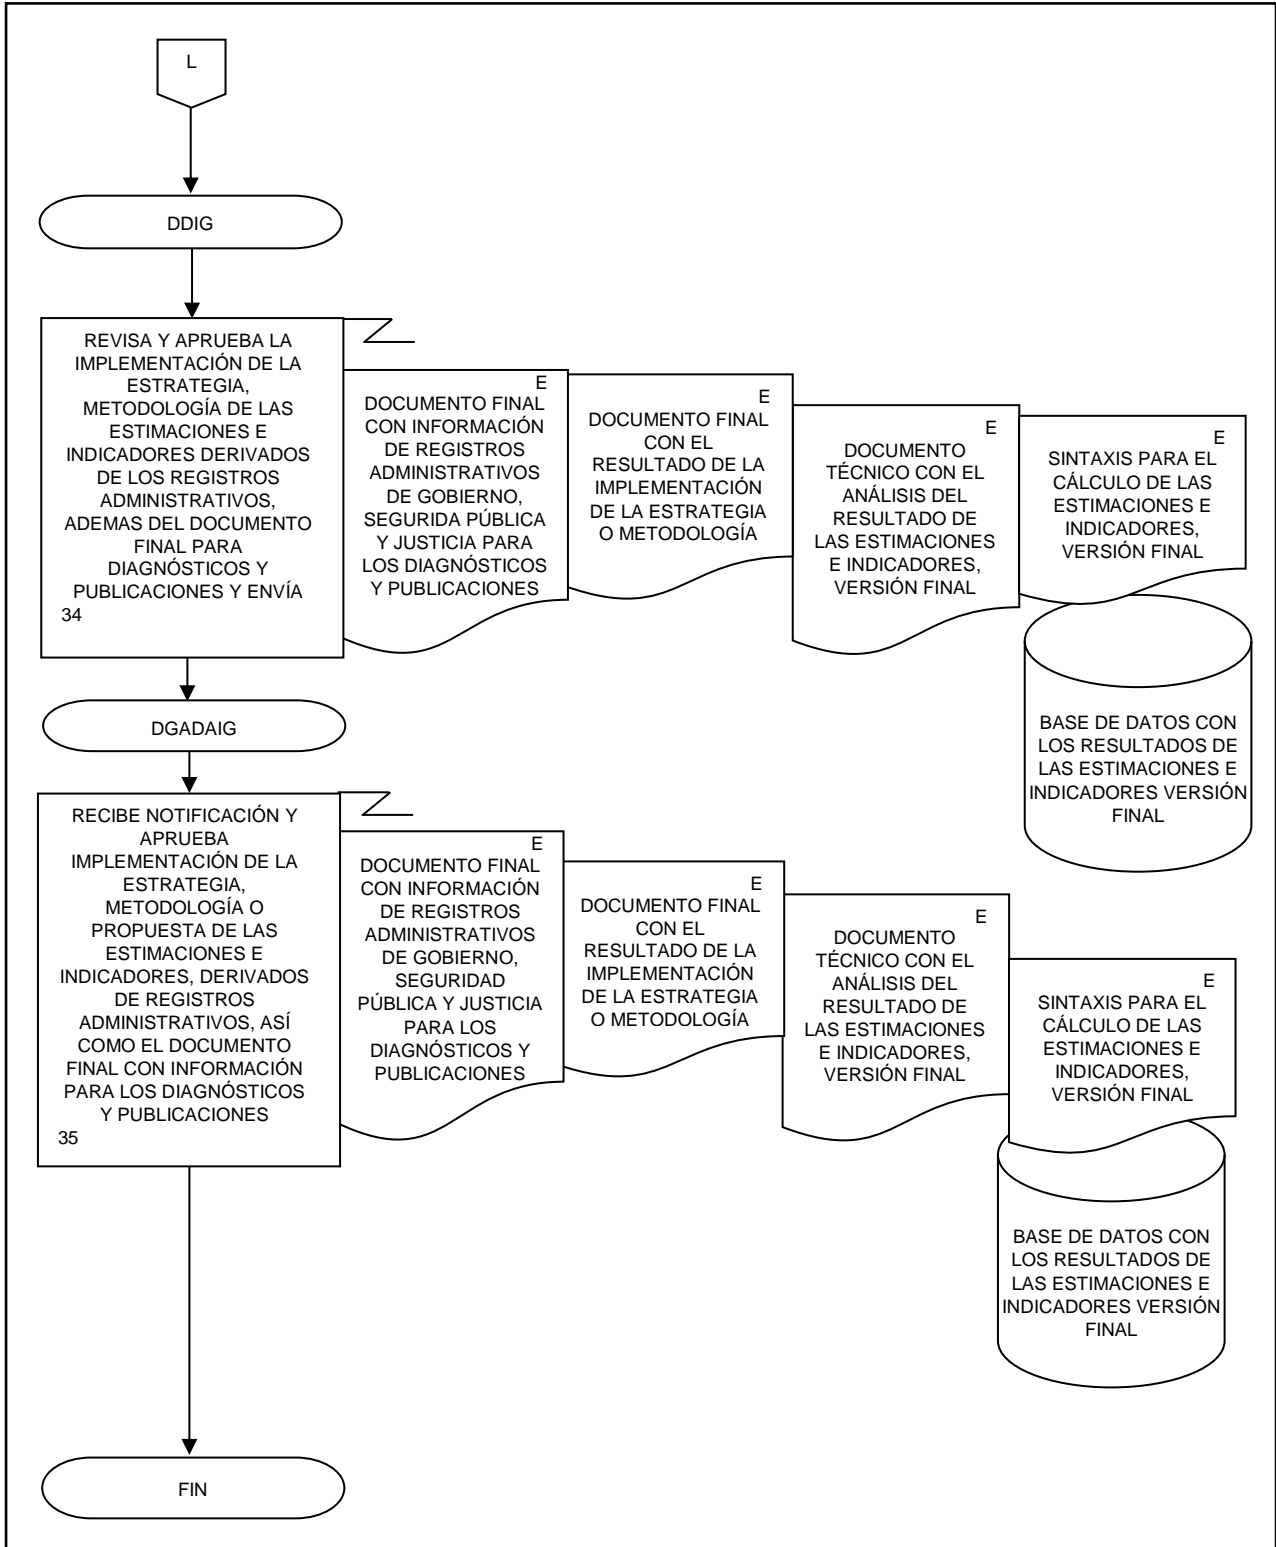 L
DDIG
REVISA Y APRUEBA LA
IMPLEMENTACIÓN DE LA
ESTRATEGIA,
METODOLOGÍA DE LAS
ESTIMACIONES E
INDICADORES DERIVADOS
DE LOS REGISTROS
ADMINISTRATIVOS,
ADEMAS DEL DOCUMENTO
FINAL PARA
DIAGNÓSTICOS Y
PUBLICACIONES Y ENVÍA
34
E
DOCUMENTO FINAL
CON INFORMACIÓN
DE REGISTROS
ADMINISTRATIVOS
DE GOBIERNO,
SEGURIDA PÚBLICA
Y JUSTICIA PARA
LOS DIAGNÓSTICOS
Y PUBLICACIONES
E
DOCUMENTO FINAL
CON EL
RESULTADO DE LA
IMPLEMENTACIÓN
DE LA ESTRATEGIA
O METODOLOGÍA
E
DOCUMENTO
TÉCNICO CON EL
ANÁLISIS DEL
RESULTADO DE
LAS ESTIMACIONES
E INDICADORES,
VERSIÓN FINAL
E
SINTAXIS PARA EL
CÁLCULO DE LAS
ESTIMACIONES E
INDICADORES,
VERSIÓN FINAL
BASE DE DATOS CON
LOS RESULTADOS DE
LAS ESTIMACIONES E
INDICADORES VERSIÓN
FINAL
DGADAIG
RECIBE NOTIFICACIÓN Y
APRUEBA
IMPLEMENTACIÓN DE LA
ESTRATEGIA,
METODOLOGÍA O
PROPUESTA DE LAS
ESTIMACIONES E
INDICADORES, DERIVADOS
DE REGISTROS
ADMINISTRATIVOS, ASÍ
COMO EL DOCUMENTO
FINAL CON INFORMACIÓN
PARA LOS DIAGNÓSTICOS
Y PUBLICACIONES
35
E
DOCUMENTO FINAL
CON INFORMACIÓN
DE REGISTROS
ADMINISTRATIVOS
DE GOBIERNO,
SEGURIDAD
PÚBLICA Y JUSTICIA
PARA LOS
DIAGNÓSTICOS Y
PUBLICACIONES
E
DOCUMENTO FINAL
CON EL
RESULTADO DE LA
IMPLEMENTACIÓN
DE LA ESTRATEGIA
O METODOLOGÍA
E
DOCUMENTO
TÉCNICO CON EL
ANÁLISIS DEL
RESULTADO DE
LAS ESTIMACIONES
E INDICADORES,
VERSIÓN FINAL
E
SINTAXIS PARA EL
CÁLCULO DE LAS
ESTIMACIONES E
INDICADORES,
VERSIÓN FINAL
BASE DE DATOS CON
LOS RESULTADOS DE
LAS ESTIMACIONES E
INDICADORES VERSIÓN
FINAL
FIN